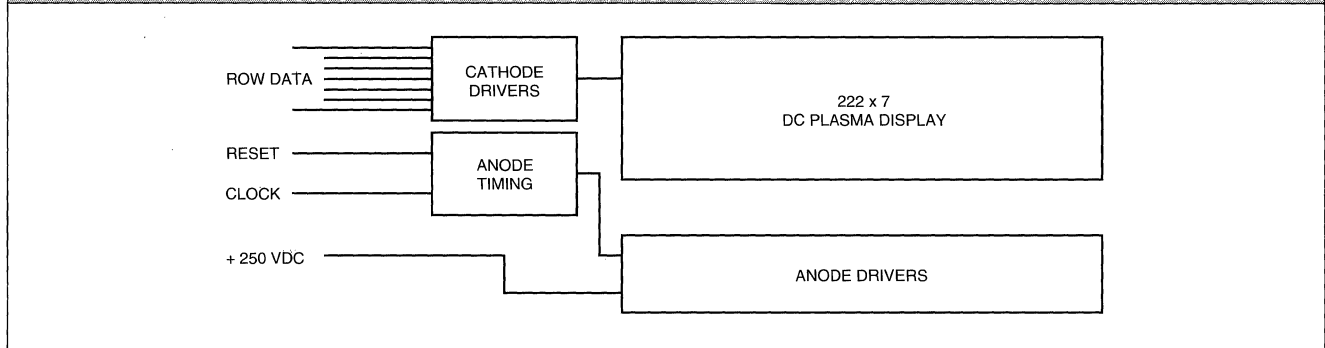 ROW DATA
CATHODE
DRIVERS
222 x 7
DC PLASMA DISPLAY
RESET
CLOCK
ANODE
TIMING
+ 250 VDC
ANODE DRIVERS